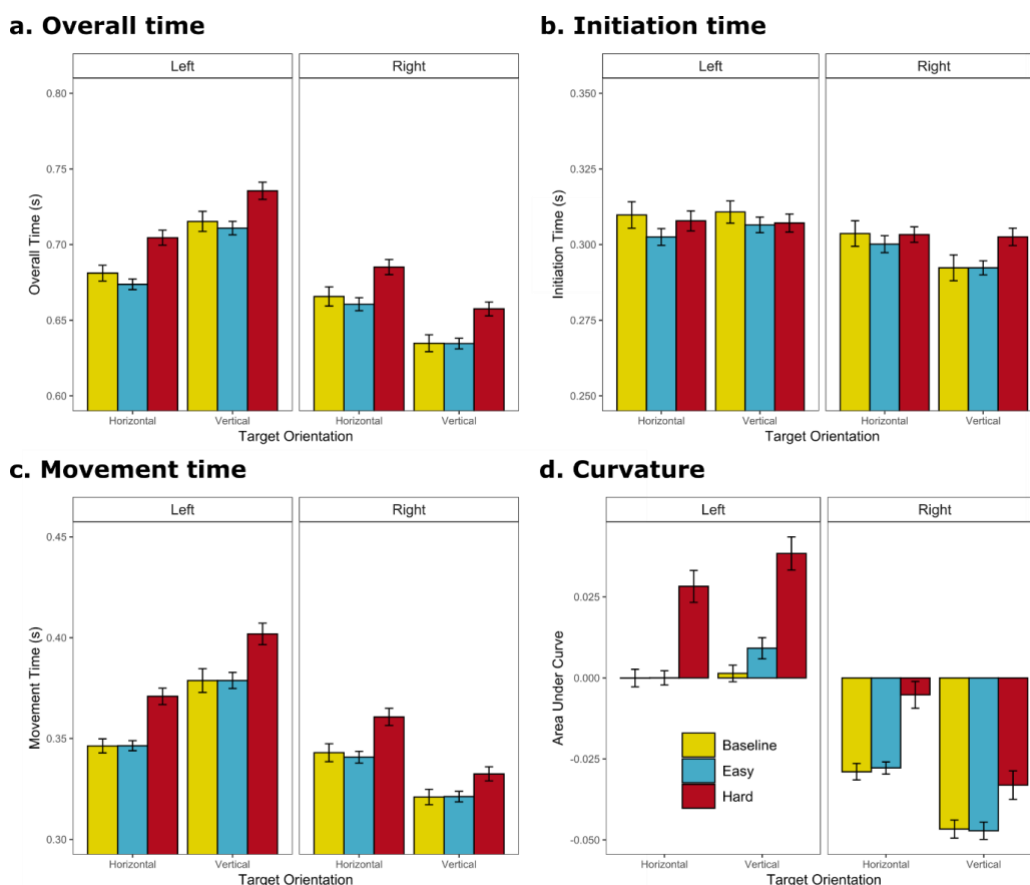 a. Overall time
Left
Right
0.80
0.75
0.70
0.65
0.60
Overall Time (s)
Horizontal
Vertical
Horizontal
Vertical
Target Orientation
b. Initiation time
Left
Right
0.350
0.325
0.300
0.275
0.250
Initiation Time (s)
Horizontal
Vertical
Horizontal
Vertical
Target Orientation
c. Movement time
Left
Right
0.45
0.40
0.35
0.30
Movement Time (s)
Horizontal
Vertical
Horizontal
Vertical
Target Orientation
d. Curvature
Left
Right
0.025
0.000
-0.025
-0.050
Area Under Curve
Baseline
Easy
Hard
Horizontal
Vertical
Horizontal
Vertical
Target Orientation